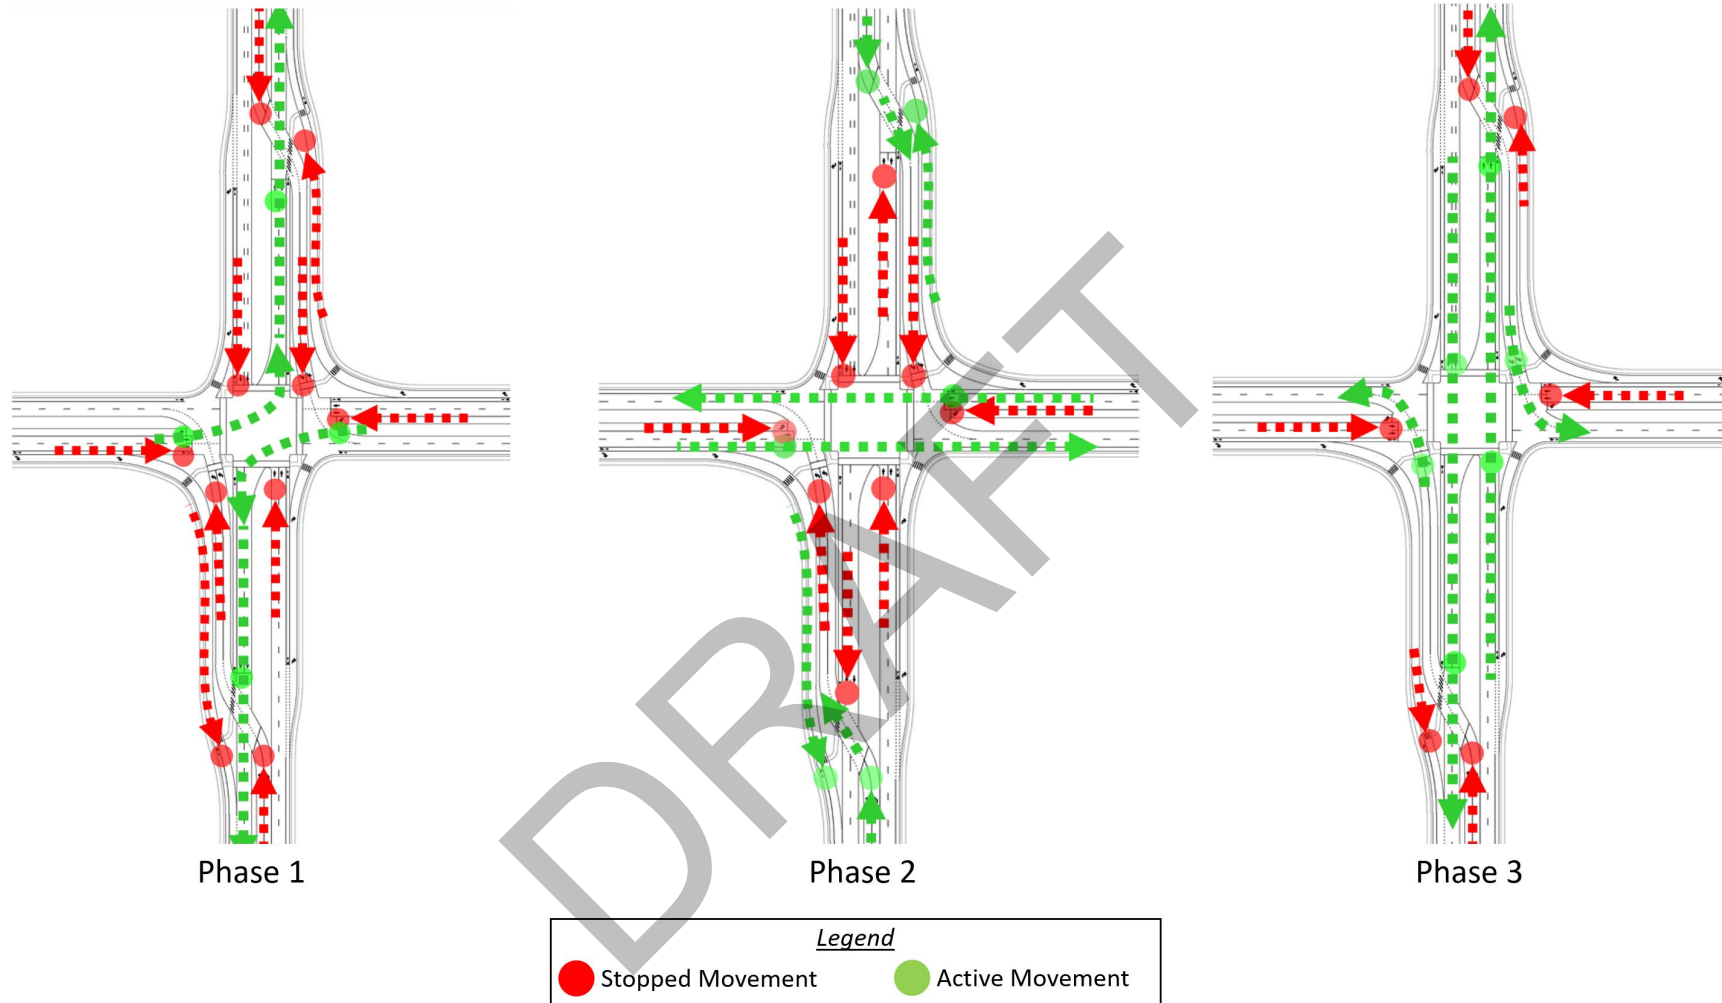 DRAFT
Phase 1
Phase 2
Phase 3
Legend
Stopped Movement
Active Movement